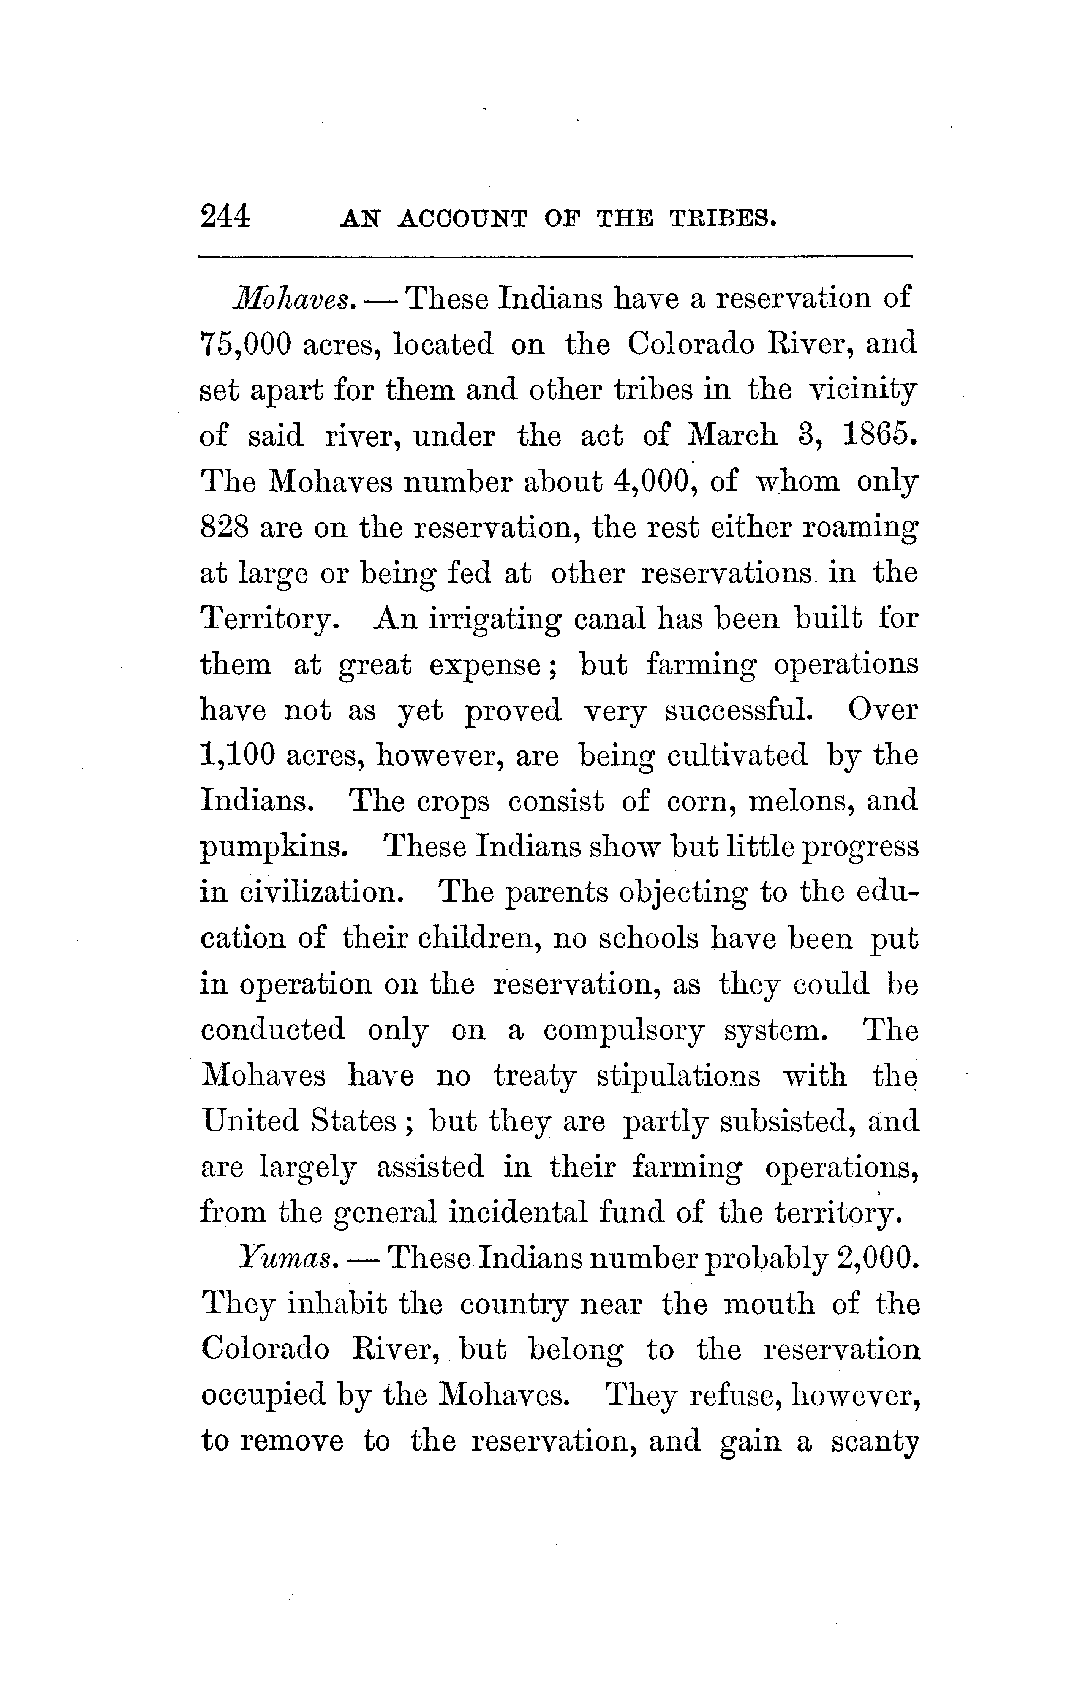 244 AN ACCOUNT OF THE TRIBES.
Mohaves. — These Indians have a reservation of
75,000 acres, located on the Colorado River, and
set apart for them and other tribes in the vicinity
of said river, under the act of March 3, 1865.
The Mohaves number about 4,000, of whom only
828 are on the reservation, the rest either roaming
at large or being fed at other reservations in the
Territory. An irrigating canal has been built for
them at great expense; but farming operations
have not as yet proved very successful. Over
1,100 acres, however, are being cultivated by the
Indians. The crops consist of corn, melons, and
pumpkins. These Indians show but little progress
in civilization. The parents objecting to the edu-
cation of their children, no schools have been put
in operation on the reservation, as they could be
conducted only on a compulsory system. The
Mohaves have no treaty stipulations with the
United States; but they are partly subsisted, and
are largely assisted in their farming operations,
from the general incidental fund of the territory.
Yumas. — These Indians number probably 2,000.
They inhabit the country near the mouth of the
Colorado River, but belong to the reservation
occupied by the Mohaves. They refuse, however,
to remove to the reservation, and gain a scanty